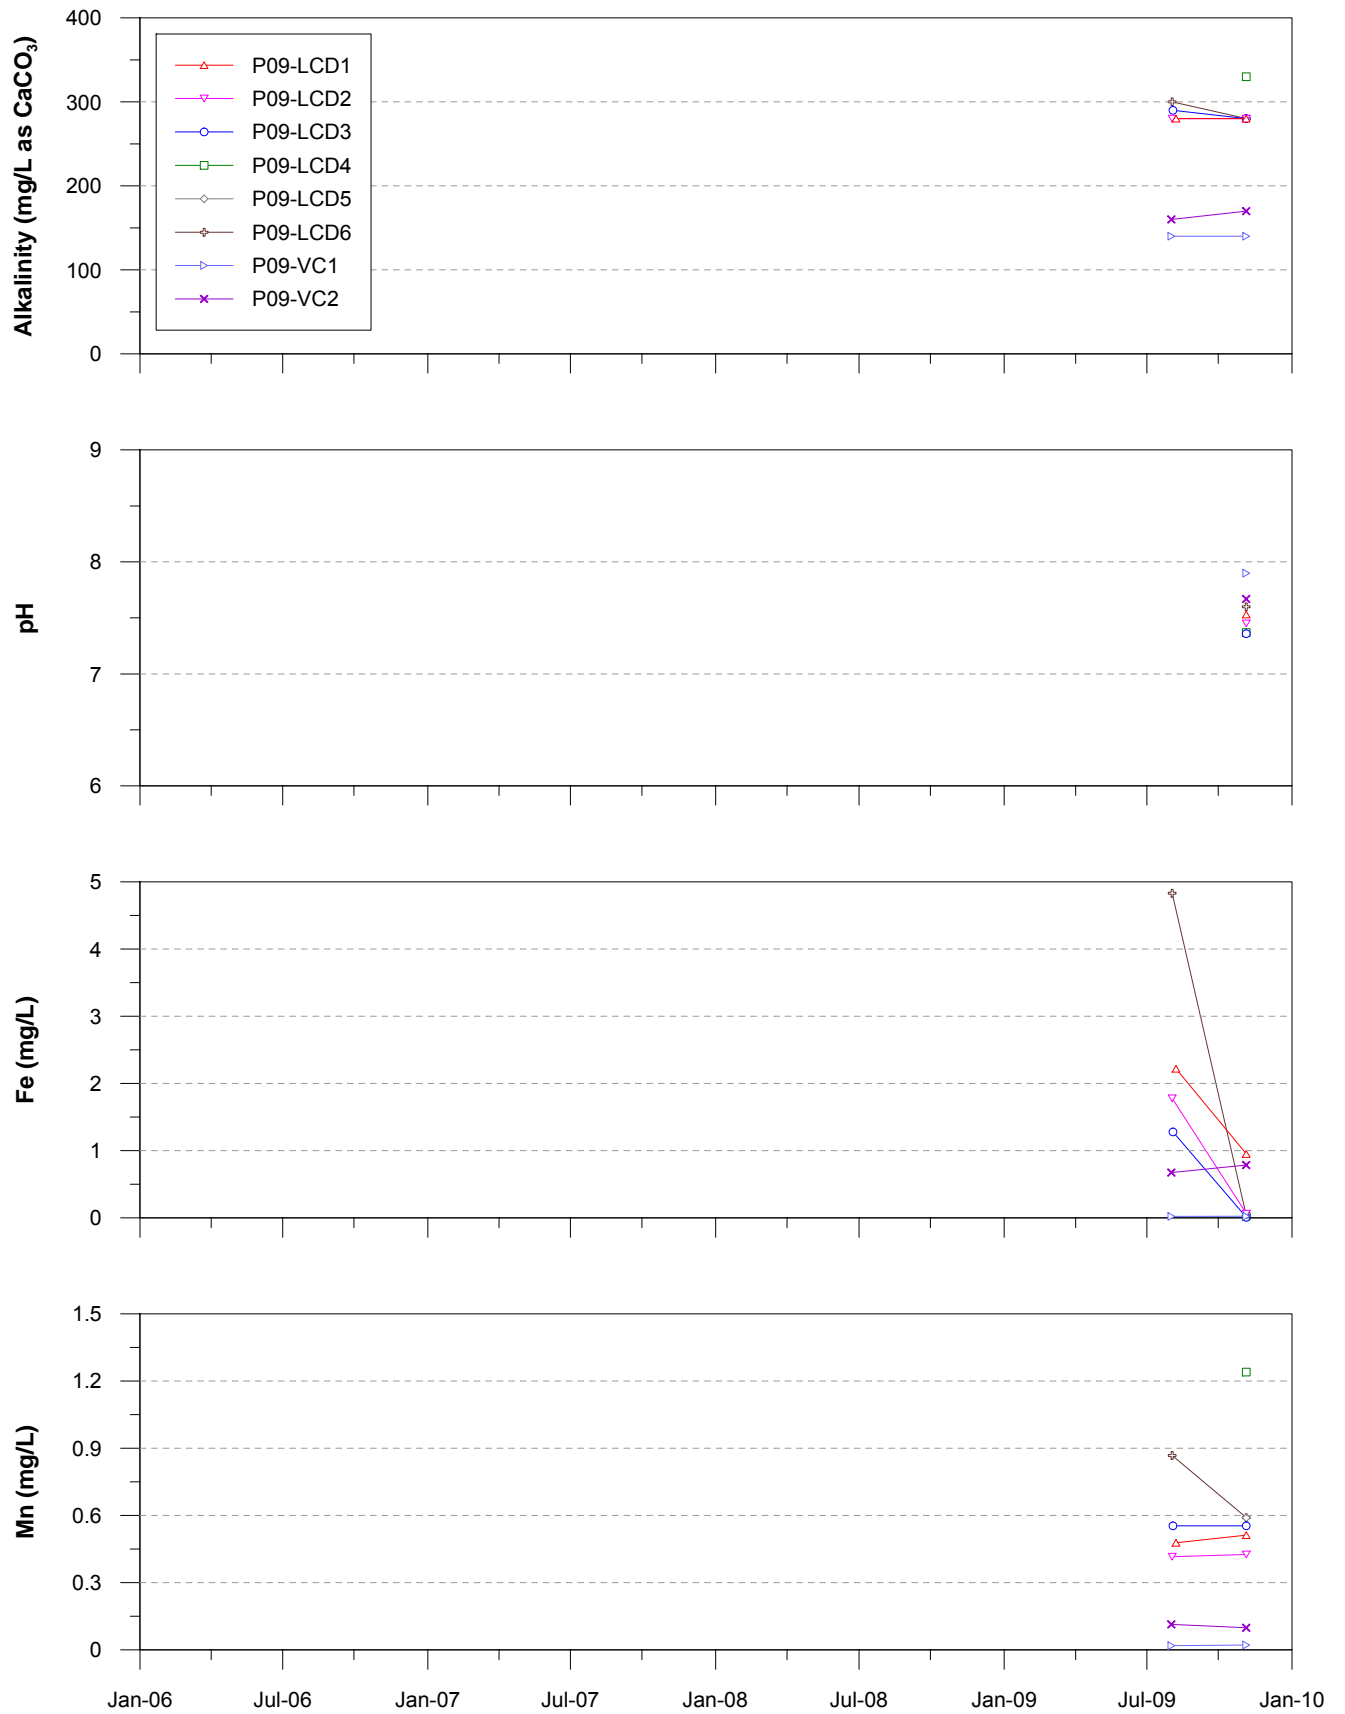 Alkalinity (mg/L as CaCO₃)
400
300
200
100
0
P09-LCD1
P09-LCD2
P09-LCD3
P09-LCD4
P09-LCD5
P09-LCD6
P09-VC1
P09-VC2
pH
9
8
7
6
Fe (mg/L)
5
4
3
2
1
0
Mn (mg/L)
1.5
1.2
0.9
0.6
0.3
0
Jan-06 Jul-06 Jan-07 Jul-07 Jan-08 Jul-08 Jan-09 Jul-09 Jan-10